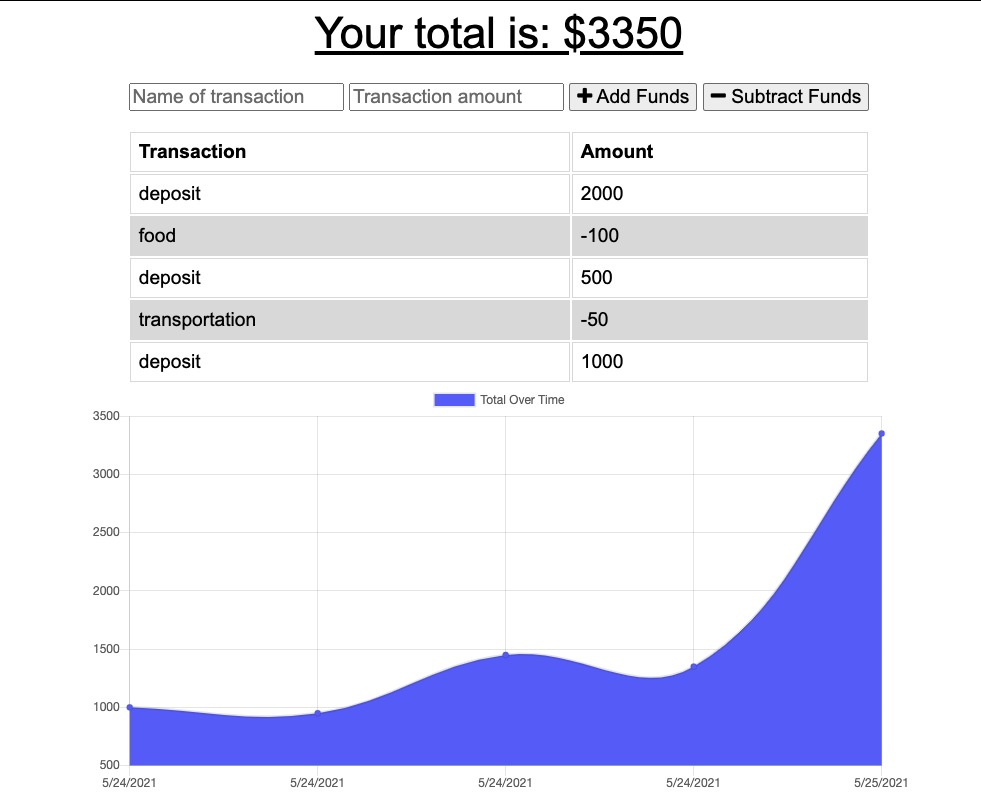 Your total is: $3350
Name of transaction Transaction amount Add Funds Subtract Funds
Transaction Amount
deposit 2000
food -100
deposit 500
transportation -50
deposit 1000
Total Over Time
3500
3000
2500
2000
1500
1000
500
5/24/2021 5/24/2021 5/24/2021 5/24/2021 5/25/2021